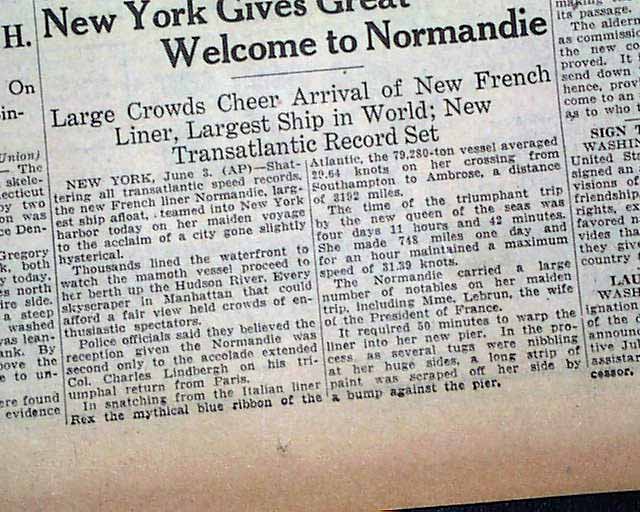 H.
On
in-
Union)
— The
skele-
necticut
by two
on was
ce Den-
Gregory
k, both
y today.
es north
ire side.
a steep
washed
was lean-
ank. By
bove the
e to un-
ere found
evidence
New York Gives Great
Welcome to Normandie
Large Crowds Cheer Arrival of New French
Liner, Largest Ship in World; New
Transatlantic Record Set
NEW YORK, June 3. (AP)—Shat-
tering all transatlantic speed records,
the new French liner Normandie, larg-
est ship afloat, teamed into New York
harbor today on her maiden voyage
to the acclaim of a city gone slightly
hysterical.
Thousands lined the waterfront to
watch the mamoth vessel proceed to
her berth up the Hudson River. Every
skyscraper in Manhattan that could
afford a fair view held crowds of en-
husiastic spectators.
Police officials said they believed the
reception given the Normandie was
second only to the accolade extended
Col. Charles Lindbergh on his tri-
umphal return from Paris.
In snatching from the Italian liner
Rex the mythical blue ribbon of the
Atlantic, the 79,280-ton vessel averaged
29.64 knots on her crossing from
Southampton to Ambrose, a distance
of 3192 miles.
The time of the triumphant trip
by the new queen of the seas was
four days 11 hours and 42 minutes.
She made 748 miles one day and
for an hour maintained a maximum
speed of 31.39 knots.
The Normandie carried a large
number of notables on her maiden
trip, including Mme. Lebrun, the wife
of the President of France.
It required 50 minutes to warp the
liner into her new pier. In the pro-
cess, as several tugs were nibbling
at her huge sides, a long strip of
paint was scraped off her side by
a bump against the pier.
its passage.
The alderm
as commissio
the new co
proved. It
send down
hence, prov
come to an
as to who
SIGN
WASHIN
United St
signed an
visions of
friendship
rights, ex
favored n
vides tha
they giv
country
LAU
WASH
ignation
of the d
announ
tive Jul
assistan
cessor.